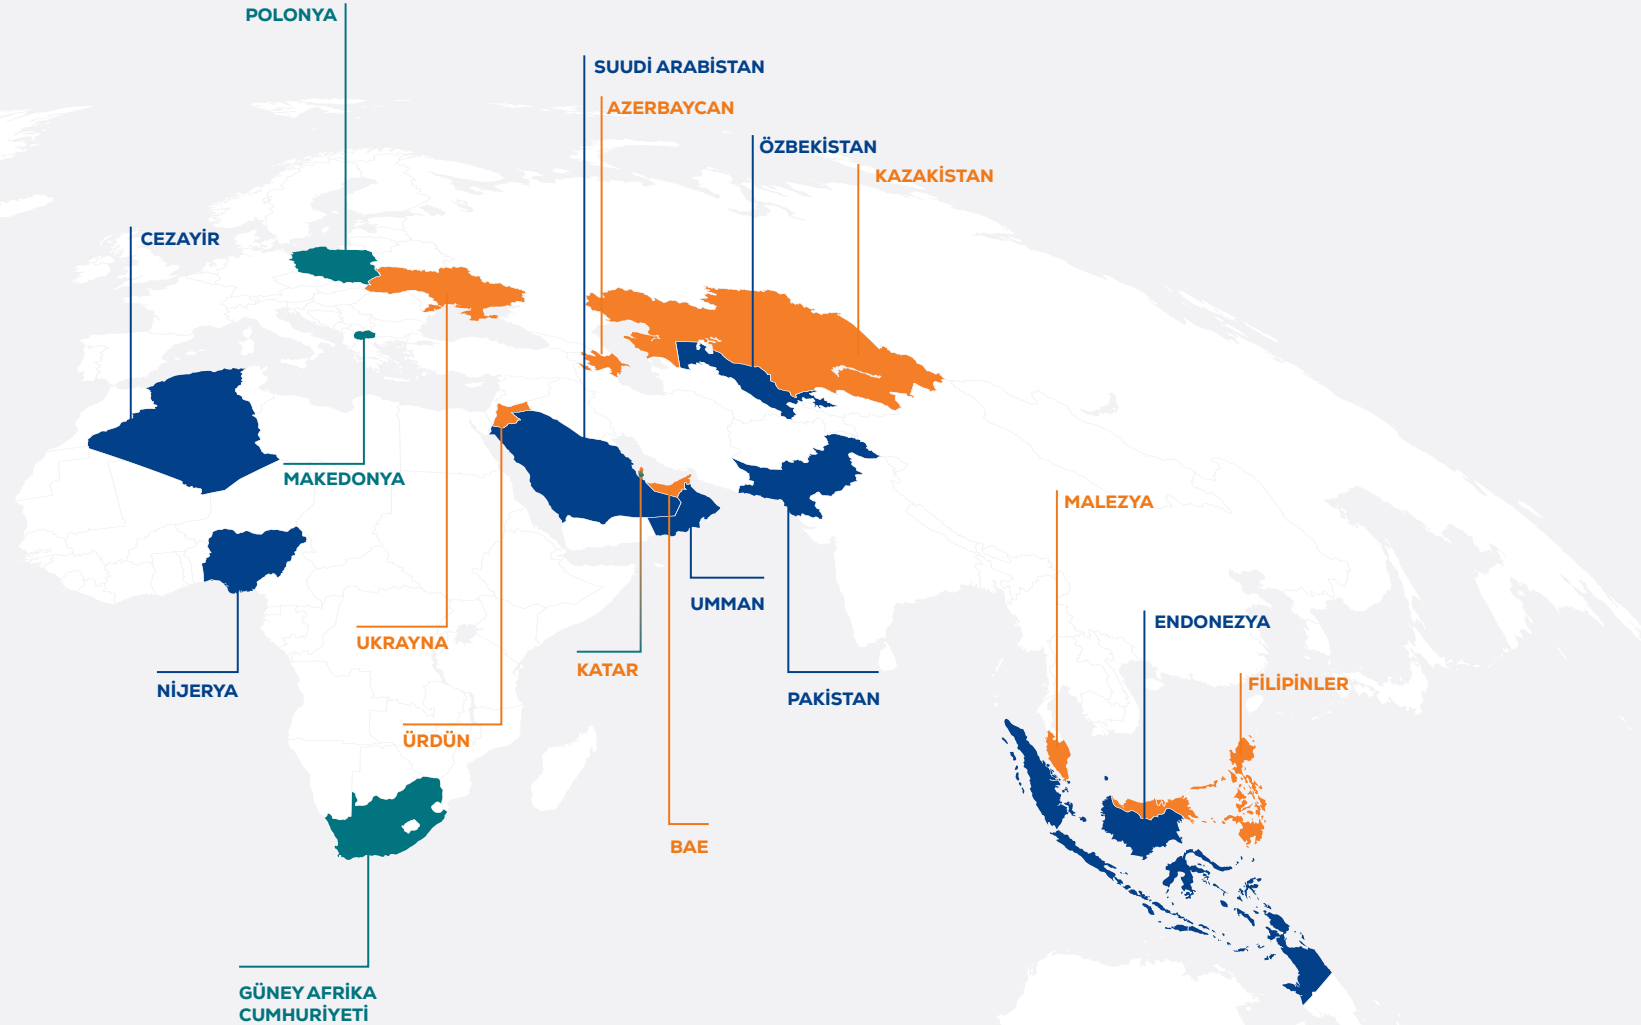 POLONYA
SUUDİ ARABİSTAN
AZERBAYCAN
ÖZBEKİSTAN
KAZAKİSTAN
CEZAYİR
MAKEDONYA
MALEZYA
UMMAN
ENDONEZYA
UKRAYNA
KATAR
FİLİPİNLER
NİJERYA
PAKİSTAN
ÜRDÜN
BAE
GÜNEY AFRİKA
CUMHURİYETİ